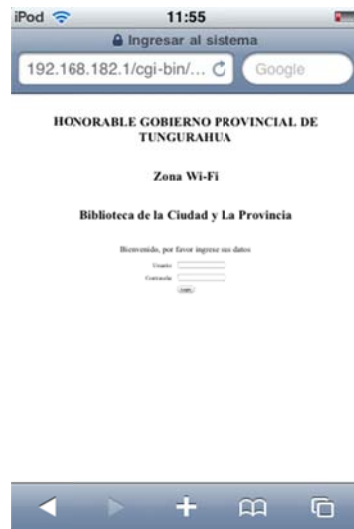 iPod 11:55
Ingresar al sistema
192.168.182.1/cgi-bin/... Google
HONORABLE GOBIERNO PROVINCIAL DE
TUNGURAHUA
Zona Wi-Fi
Biblioteca de la Ciudad y La Provincia
Bienvenido, por favor ingrese sus datos
Usuario
Contraseña
Login